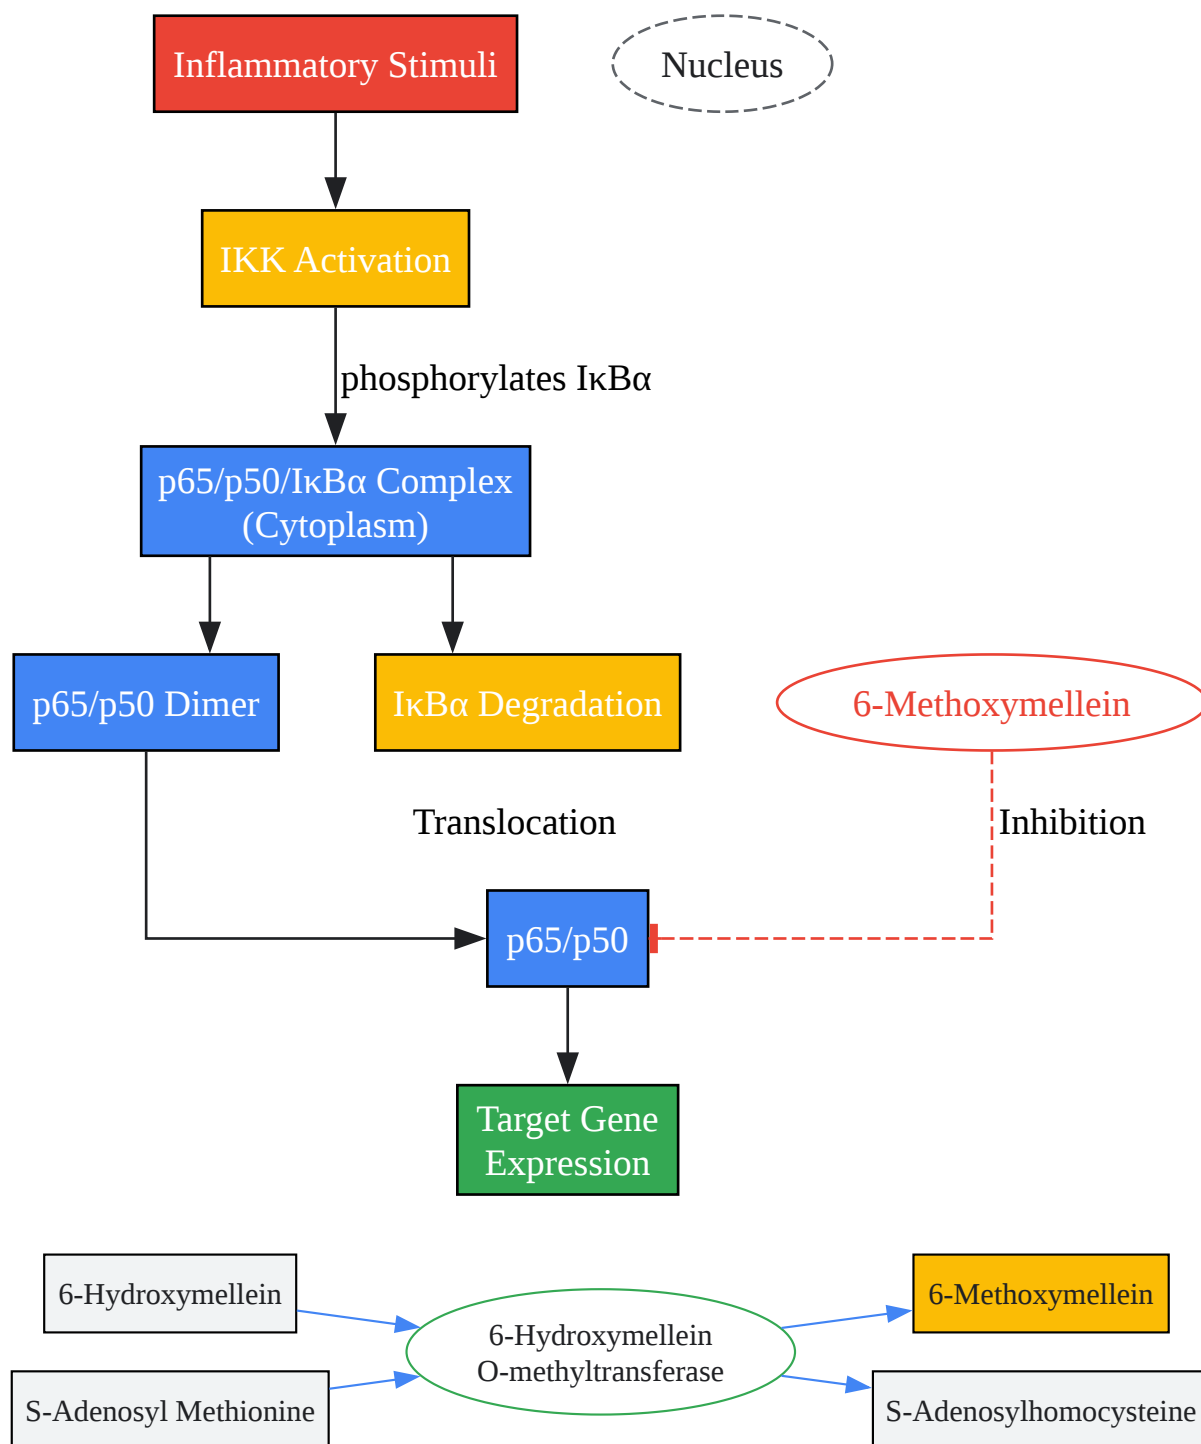 Inflammatory Stimuli
Nucleus
IKK Activation
phosphorylates IκBα
p65/p50/IκBα Complex
(Cytoplasm)
p65/p50 Dimer
IκBα Degradation
6-Methoxymellein
Translocation
Inhibition
p65/p50
Target Gene
Expression
6-Hydroxymellein
6-Methoxymellein
6-Hydroxymellein
O-methyltransferase
S-Adenosyl Methionine
S-Adenosylhomocysteine